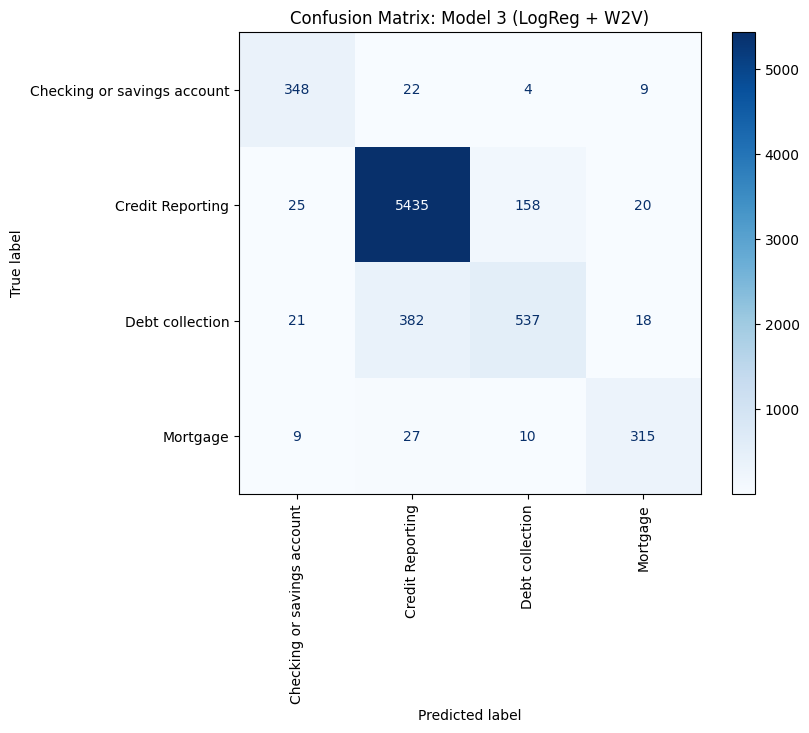 Confusion Matrix: Model 3 (LogReg + W2V)
Checking or savings account
348 22 4 9
Credit Reporting
25 5435 158 20
Debt collection
21 382 537 18
Mortgage
9 27 10 315
True label
Checking or savings account
Credit Reporting
Debt collection
Mortgage
Predicted label
5000
4000
3000
2000
1000